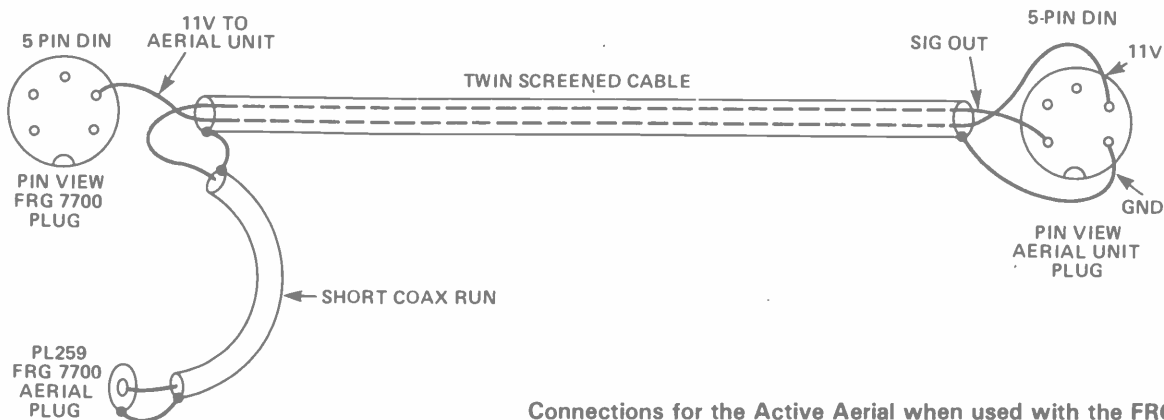 5 PIN DIN
11V TO
AERIAL UNIT
TWIN SCREENED CABLE
SIG OUT
5-PIN DIN
11V
PIN VIEW
FRG 7700
PLUG
GND
PIN VIEW
AERIAL UNIT
PLUG
SHORT COAX RUN
PL259
FRG 7700
AERIAL
PLUG
Connections for the Active Aerial when used with the FRG